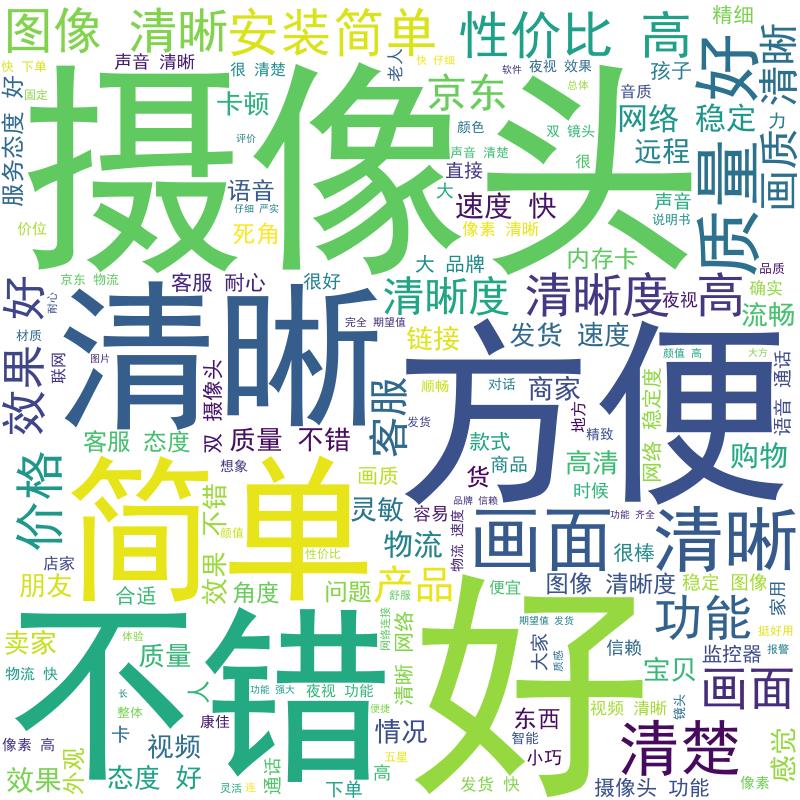 图像 清晰
安装简单
性价比 高
精细
好
清晰
快 下单
声音 清晰
很 清楚
老人
快 仔细
软件
夜视 效果
总体
孩子
质量
画质
服务态度 好
固定
卡顿
京东
音质
网络 稳定
力
摄像头
评价
颜色
双 镜头
声音 清楚
很
远程
语音
直接
大
声音
仔细 严实
速度 快
说明书
价位
死角
像素 清晰
内存卡
大 品牌
品质
京东 物流
客服 耐心
很好
清晰度
清晰度
夜视
高
确实
流畅
效果 好
耐心
材质
联网
图片
清晰
完全 期望值
链接
发货 速度
颜值 高
大方
方便
双 摄像头
客服
顺畅
对话
商家
地方
网络 稳定度
语音 通话
发货
客服 态度
质量 不错
款式
精致
高清
购物
想象
货
商品
时候
价格
简单
画质
灵敏
容易
品牌 信赖
功能 齐全
效果 不错
颜值
性价比
物流
物流 速度
画面
清晰
很棒
店家
朋友
合适
角度
问题
舒服
产品
便宜
图像 清晰度
稳定 图像
家用
不错
好
网络连接
清晰 网络
期望值 发货
大家
质感
信赖
功能
挺好用
卖家
体验
质量
物流 快
监控器
报警
宝贝
画面
长
人
功能 强大
夜视 功能
便捷
整体
康佳
视频 清晰
镜头
卡
视频
情况
东西
智能
小巧
清楚
感觉
像素 高
五星
效果
外观
态度 好
灵活
连
通话
下单
高
发货 快
摄像头 功能
像素